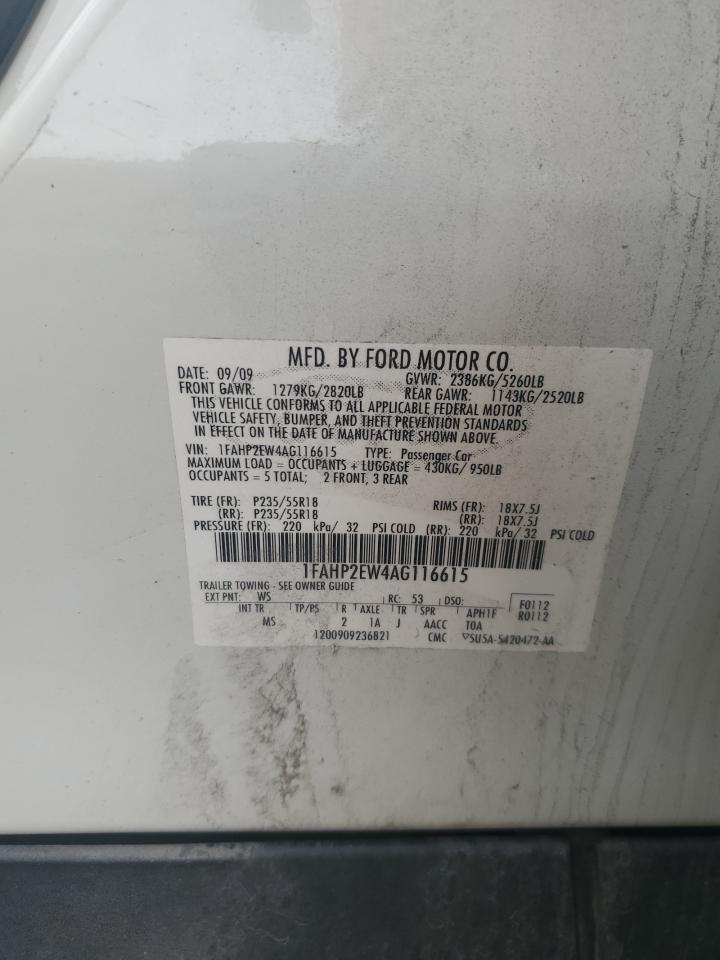 MFD. BY FORD MOTOR CO.
DATE: 09/09 GVWR: 2386KG/5260LB
FRONT GAWR: 1279KG/2820LB REAR GAWR: 1143KG/2520LB
THIS VEHICLE CONFORMS TO ALL APPLICABLE FEDERAL MOTOR
VEHICLE SAFETY, BUMPER, AND THEFT PREVENTION STANDARDS
IN EFFECT ON THE DATE OF MANUFACTURE SHOWN ABOVE.
VIN: 1FAHP2EW4AG116615 TYPE: Passenger Car
MAXIMUM LOAD = OCCUPANTS + LUGGAGE = 430KG/ 950LB
OCCUPANTS = 5 TOTAL; 2 FRONT, 3 REAR
TIRE (FR): P235/55R18 RIMS (FR): 18X7.5J
(RR): P235/55R18 (RR): 18X7.5J
PRESSURE (FR): 220 kPa/ 32 PSI COLD (RR): 220 kPa/ 32 PSI COLD
1FAHP2EW4AG116615
TRAILER TOWING - SEE OWNER GUIDE
EXT PNT: WS RC: 53 DSO: F0112
INT TR TP/PS R AXLE TR SPR APH1F R0112
MS 2 1A J AACC T0A
1200909236821 CMC ▽5U5A-5420472-AA